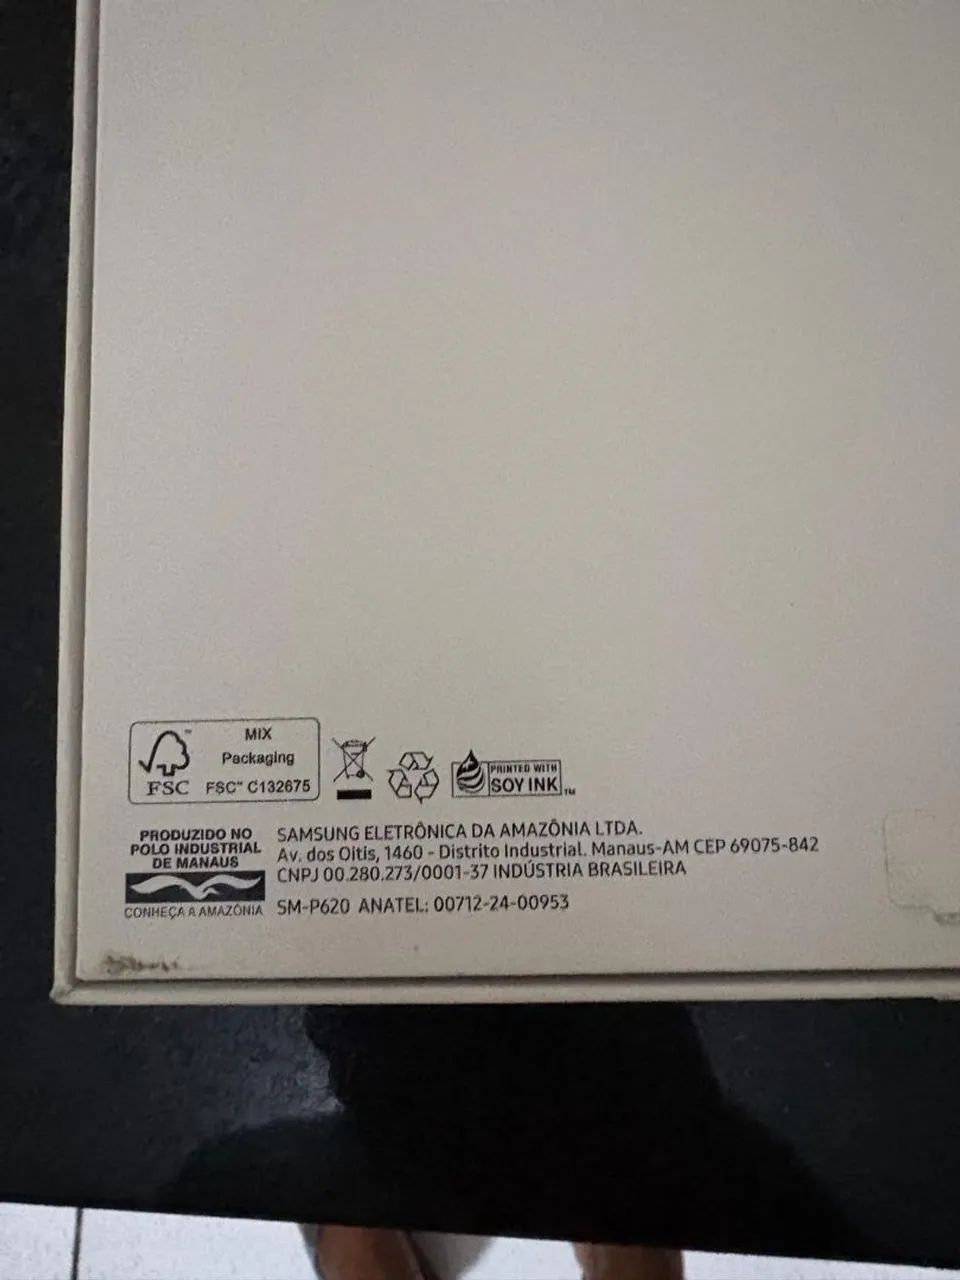 MIX
Packaging
FSC FSC™ C132675
PRINTED WITH
SOY INK TM
PRODUZIDO NO
POLO INDUSTRIAL
DE MANAUS
CONHEÇA A AMAZÔNIA
SAMSUNG ELETRÔNICA DA AMAZÔNIA LTDA.
Av. dos Oitis, 1460 - Distrito Industrial. Manaus-AM CEP 69075-842
CNPJ 00.280.273/0001-37 INDÚSTRIA BRASILEIRA
SM-P620 ANATEL: 00712-24-00953